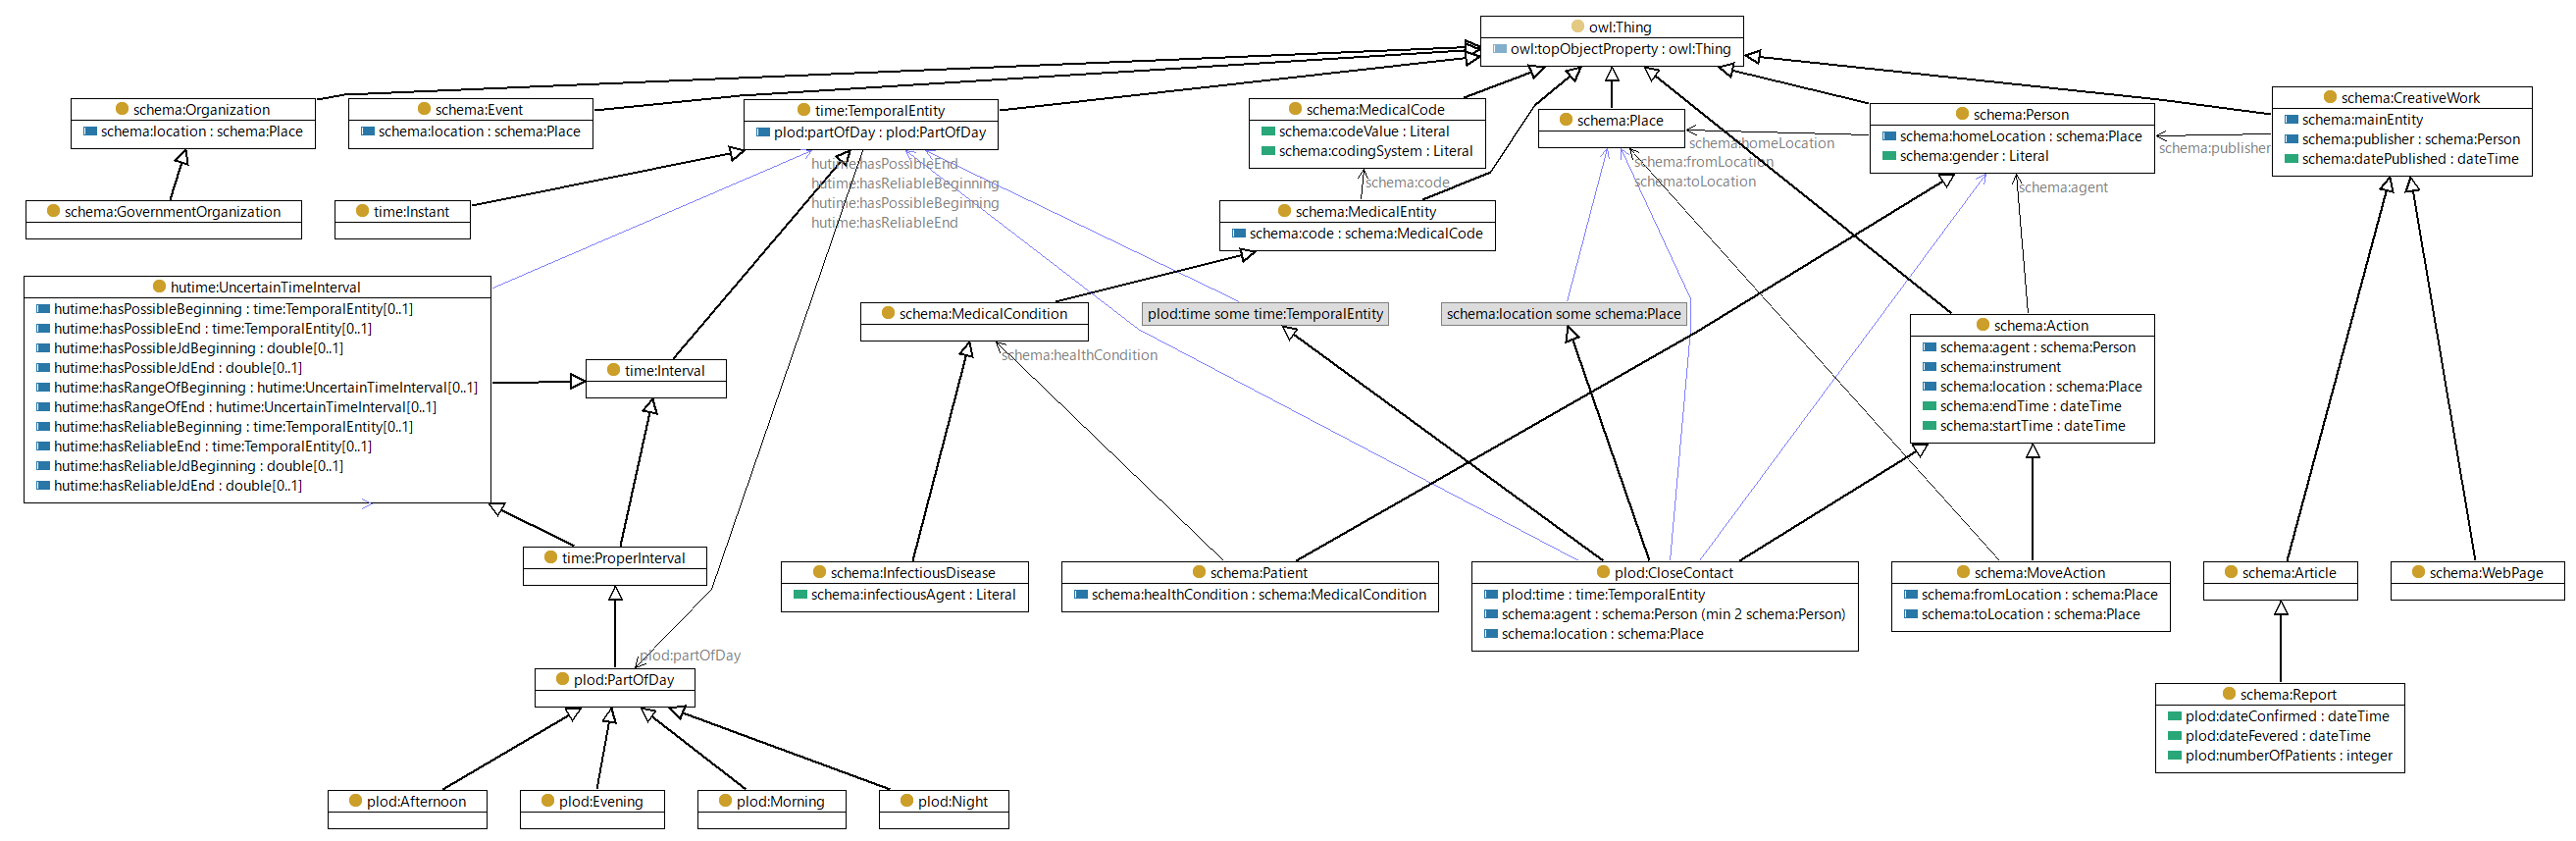 owl:Thing
owl:topObjectProperty : owl:Thing
schema:Organization
schema:location : schema:Place
schema:Event
schema:location : schema:Place
time:TemporalEntity
plod:partOfDay : plod:PartOfDay
schema:MedicalCode
schema:codeValue : Literal
schema:codingSystem : Literal
schema:Place
schema:Person
schema:homeLocation : schema:Place
schema:gender : Literal
schema:CreativeWork
schema:mainEntity
schema:publisher : schema:Person
schema:datePublished : dateTime
schema:homeLocation
schema:publisher
hutime:hasPossibleEnd
hutime:hasReliableBeginning
hutime:hasPossibleBeginning
hutime:hasReliableEnd
schema:fromLocation
schema:toLocation
schema:code
schema:agent
schema:GovernmentOrganization
time:Instant
schema:MedicalEntity
schema:code : schema:MedicalCode
hutime:UncertainTimeInterval
hutime:hasPossibleBeginning : time:TemporalEntity[0..1]
hutime:hasPossibleEnd : time:TemporalEntity[0..1]
hutime:hasPossibleJdBeginning : double[0..1]
hutime:hasPossibleJdEnd : double[0..1]
hutime:hasRangeOfBeginning : hutime:UncertainTimeInterval[0..1]
hutime:hasRangeOfEnd : hutime:UncertainTimeInterval[0..1]
hutime:hasReliableBeginning : time:TemporalEntity[0..1]
hutime:hasReliableEnd : time:TemporalEntity[0..1]
hutime:hasReliableJdBeginning : double[0..1]
hutime:hasReliableJdEnd : double[0..1]
schema:MedicalCondition
plod:time some time:TemporalEntity
schema:location some schema:Place
schema:Action
schema:agent : schema:Person
schema:instrument
schema:location : schema:Place
schema:endTime : dateTime
schema:startTime : dateTime
schema:healthCondition
time:Interval
time:ProperInterval
schema:InfectiousDisease
schema:infectiousAgent : Literal
schema:Patient
schema:healthCondition : schema:MedicalCondition
plod:CloseContact
plod:time : time:TemporalEntity
schema:agent : schema:Person (min 2 schema:Person)
schema:location : schema:Place
schema:MoveAction
schema:fromLocation : schema:Place
schema:toLocation : schema:Place
schema:Article
schema:WebPage
plod:partOfDay
plod:PartOfDay
schema:Report
plod:dateConfirmed : dateTime
plod:dateFevered : dateTime
plod:numberOfPatients : integer
plod:Afternoon
plod:Evening
plod:Morning
plod:Night